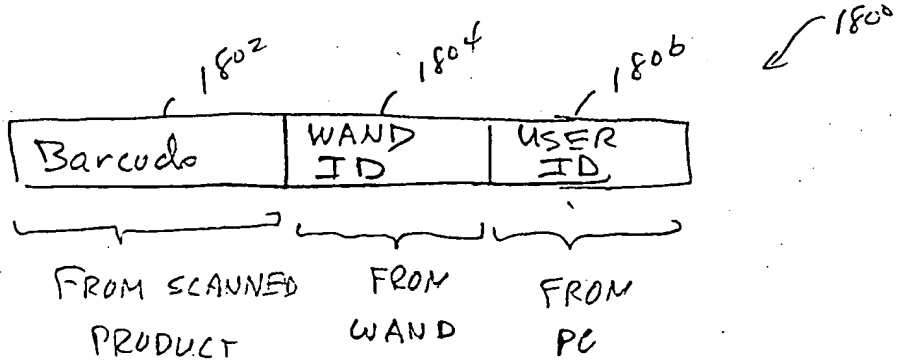 1800
1802 1804 1806
Barcode WAND ID USER ID
FROM SCANNED PRODUCT FROM WAND FROM PC